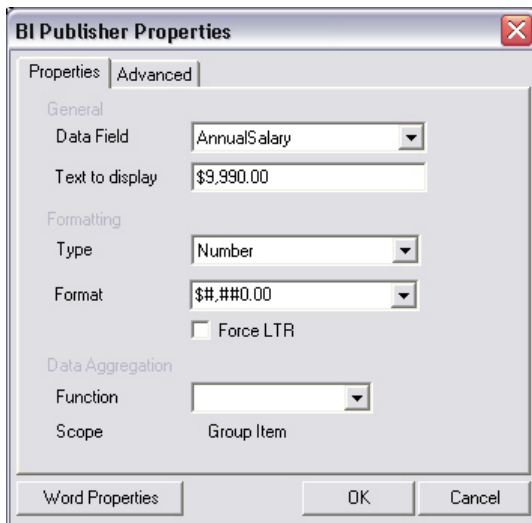 BI Publisher Properties
Properties Advanced
General
Data Field AnnualSalary
Text to display $9,990.00
Formatting
Type Number
Format $#,##0.00
Force LTR
Data Aggregation
Function
Scope Group Item
Word Properties OK Cancel